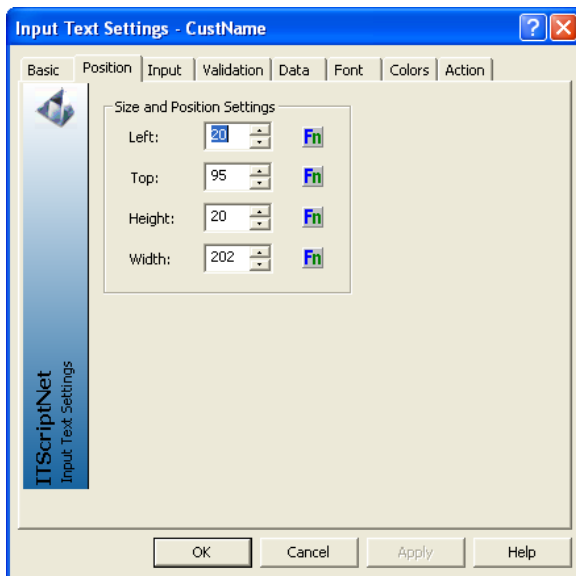 Input Text Settings - CustName
?
Basic Position Input Validation Data Font Colors Action
Size and Position Settings
Left: 20 Fn
Top: 95 Fn
Height: 20 Fn
Width: 202 Fn
ITScriptNet
Input Text Settings
OK Cancel Apply Help